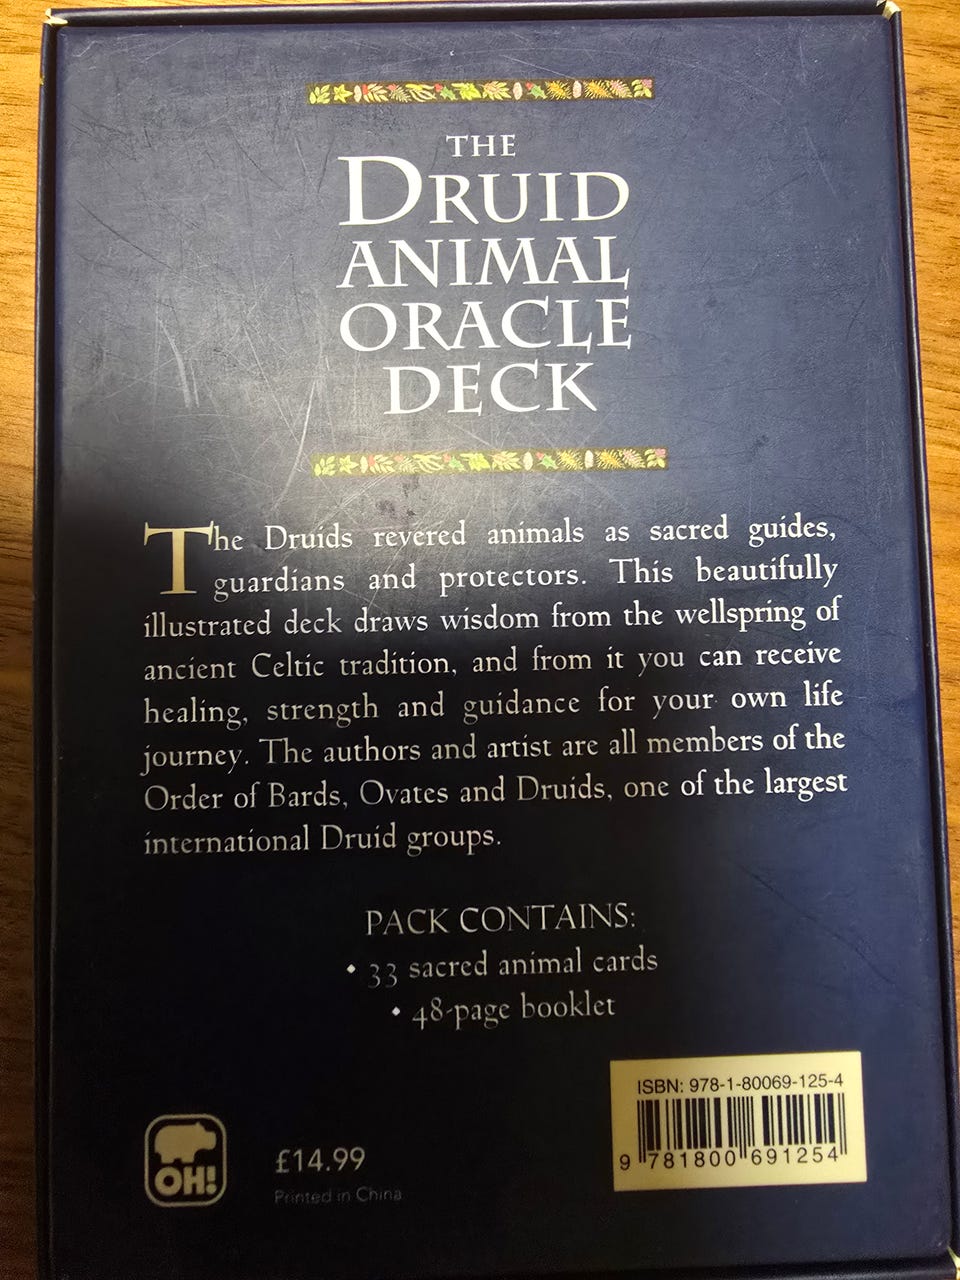 THE
DRUID
ANIMAL
ORACLE
DECK
The Druids revered animals as sacred guides,
guardians and protectors. This beautifully
illustrated deck draws wisdom from the wellspring of
ancient Celtic tradition, and from it you can receive
healing, strength and guidance for your own life
journey. The authors and artist are all members of the
Order of Bards, Ovates and Druids, one of the largest
international Druid groups.
PACK CONTAINS:
• 33 sacred animal cards
• 48-page booklet
ISBN: 978-1-80069-125-4
9 781800 691254
OH!
£14.99
Printed in China